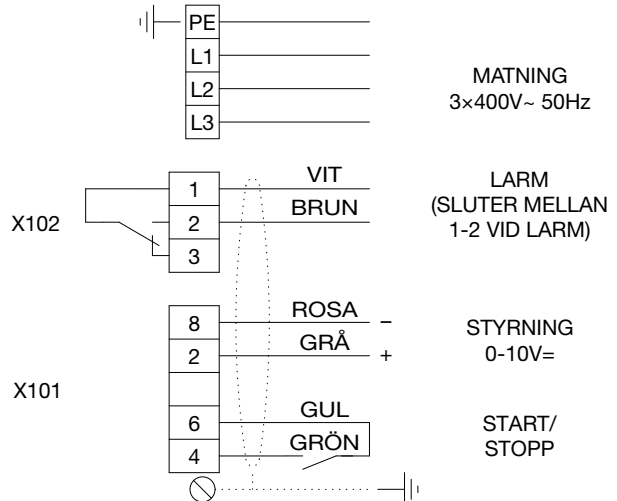 PE
L1
L2
L3
MATNING
3×400V~ 50Hz
X102
1
2
3
VIT
BRUN
LARM
(SLUTER MELLAN
1-2 VID LARM)
X101
8
2
6
4
ROSA –
GRÅ +
GUL
GRÖN
STYRNING
0-10V=
START/
STOPP